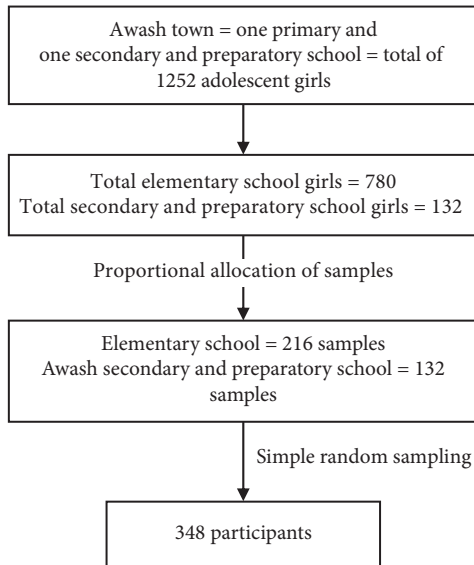 Awash town = one primary and
one secondary and preparatory school = total of
1252 adolescent girls
Total elementary school girls = 780
Total secondary and preparatory school girls = 132
Proportional allocation of samples
Elementary school = 216 samples
Awash secondary and preparatory school = 132
samples
Simple random sampling
348 participants